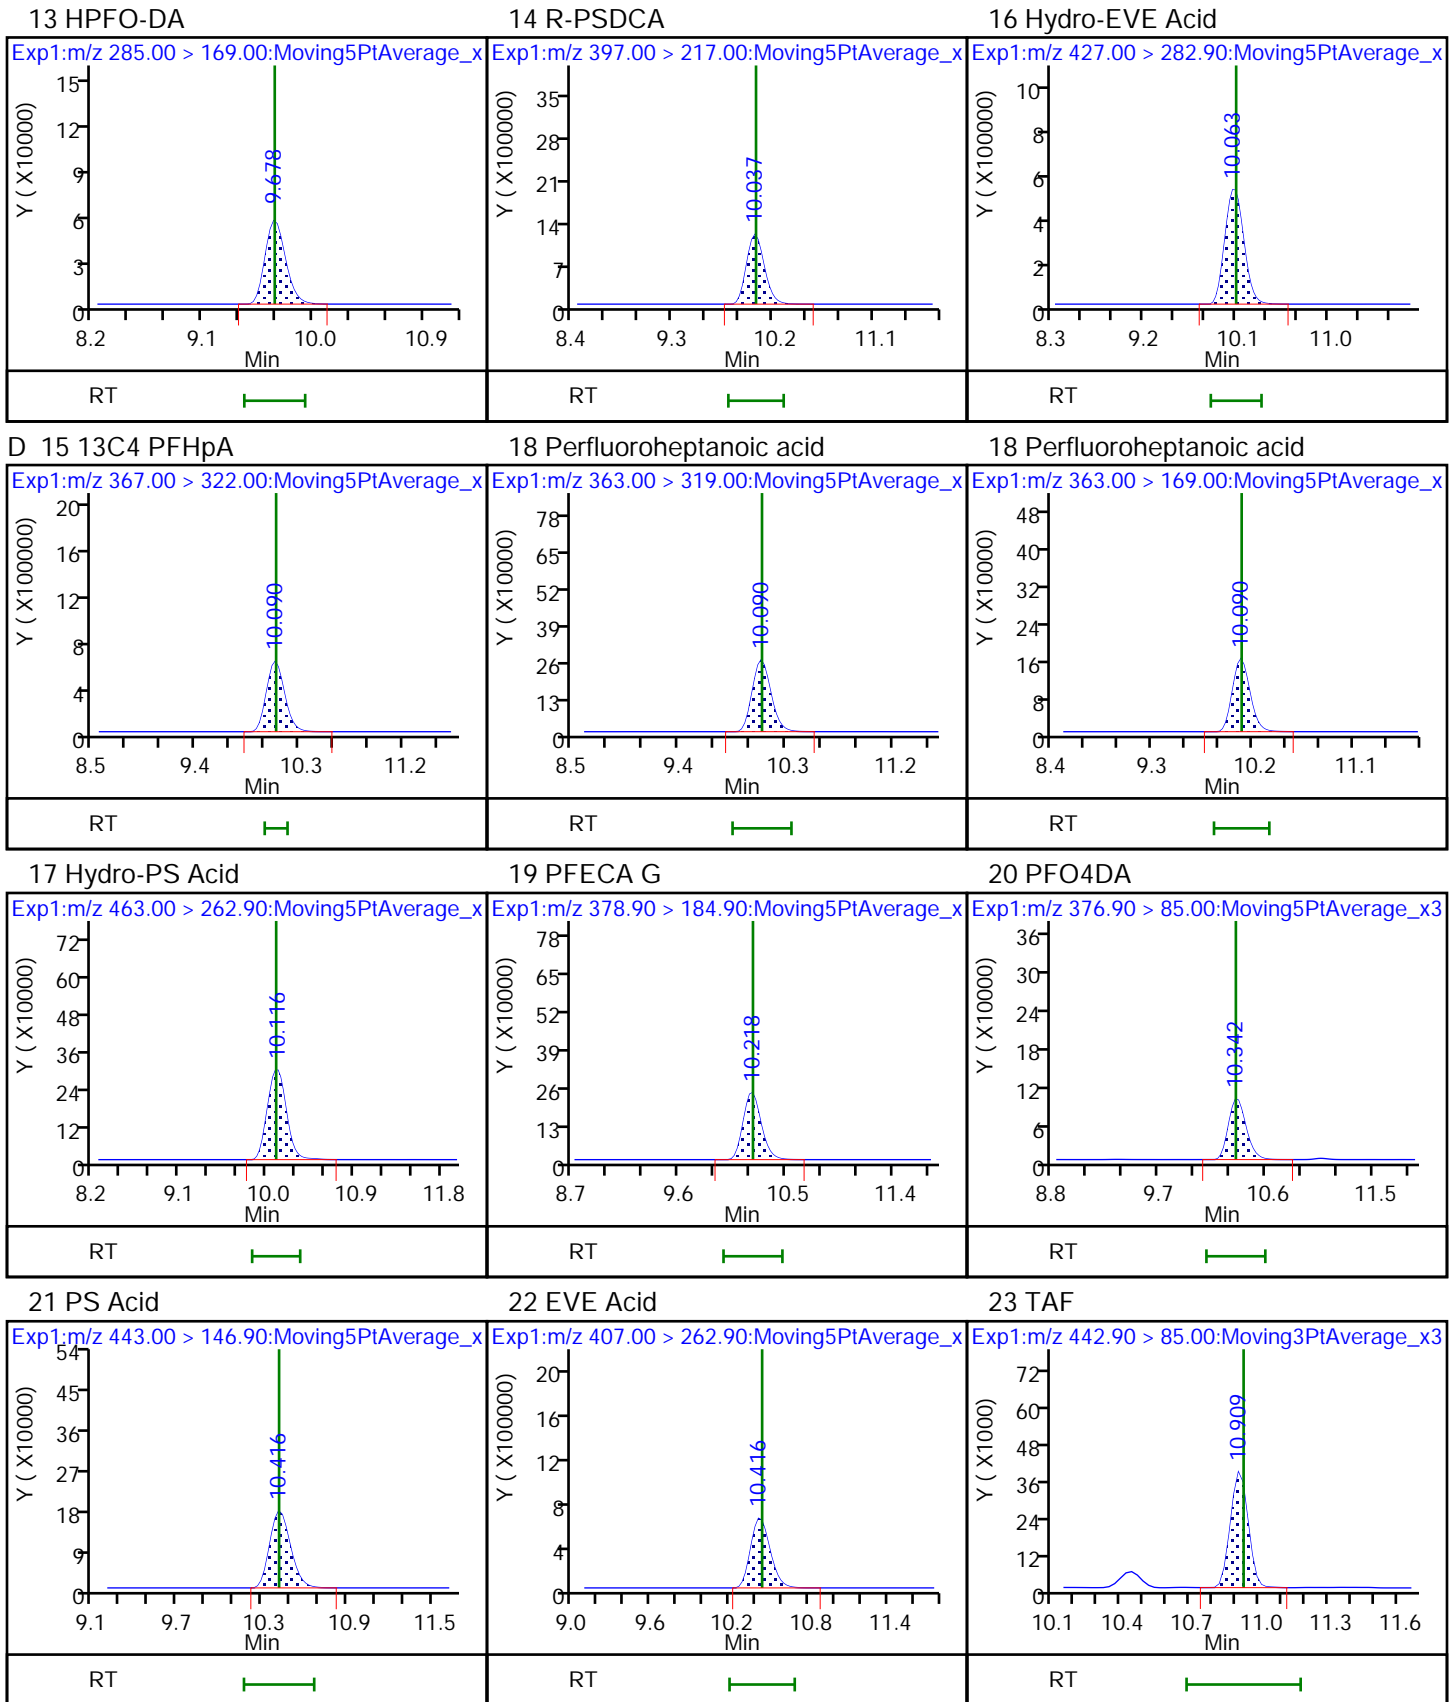 13 HPFO-DA
Exp1:m/z 285.00 > 169.00:Moving5PtAverage_x
Y ( X10000)
15
12
9
6
3
0
9.678
8.2 9.1 10.0 10.9
Min
RT
14 R-PSDCA
Exp1:m/z 397.00 > 217.00:Moving5PtAverage_x
Y ( X100000)
35
28
21
14
7
0
10.037
8.4 9.3 10.2 11.1
Min
RT
16 Hydro-EVE Acid
Exp1:m/z 427.00 > 282.90:Moving5PtAverage_x
Y ( X100000)
10
8
6
4
2
0
10.063
8.3 9.2 10.1 11.0
Min
RT
D 15 13C4 PFHpA
Exp1:m/z 367.00 > 322.00:Moving5PtAverage_x
Y ( X100000)
20
16
12
8
4
0
10.090
8.5 9.4 10.3 11.2
Min
RT
18 Perfluoroheptanoic acid
Exp1:m/z 363.00 > 319.00:Moving5PtAverage_x
Y ( X10000)
78
65
52
39
26
13
0
10.090
8.5 9.4 10.3 11.2
Min
RT
18 Perfluoroheptanoic acid
Exp1:m/z 363.00 > 169.00:Moving5PtAverage_x
Y ( X10000)
48
40
32
24
16
8
0
10.090
8.4 9.3 10.2 11.1
Min
RT
17 Hydro-PS Acid
Exp1:m/z 463.00 > 262.90:Moving5PtAverage_x
Y ( X10000)
72
60
48
36
24
12
0
10.116
8.2 9.1 10.0 10.9 11.8
Min
RT
19 PFECA G
Exp1:m/z 378.90 > 184.90:Moving5PtAverage_x
Y ( X10000)
78
65
52
39
26
13
0
10.218
8.7 9.6 10.5 11.4
Min
RT
20 PFO4DA
Exp1:m/z 376.90 > 85.00:Moving5PtAverage_x3
Y ( X10000)
36
30
24
18
12
6
0
10.342
8.8 9.7 10.6 11.5
Min
RT
21 PS Acid
Exp1:m/z 443.00 > 146.90:Moving5PtAverage_x
Y ( X10000)
54
45
36
27
18
9
0
10.416
9.1 9.7 10.3 10.9 11.5
Min
RT
22 EVE Acid
Exp1:m/z 407.00 > 262.90:Moving5PtAverage_x
Y ( X100000)
20
16
12
8
4
0
10.416
9.0 9.6 10.2 10.8 11.4
Min
RT
23 TAF
Exp1:m/z 442.90 > 85.00:Moving3PtAverage_x3
Y ( X1000)
72
60
48
36
24
12
0
10.909
10.1 10.4 10.7 11.0 11.3 11.6
Min
RT